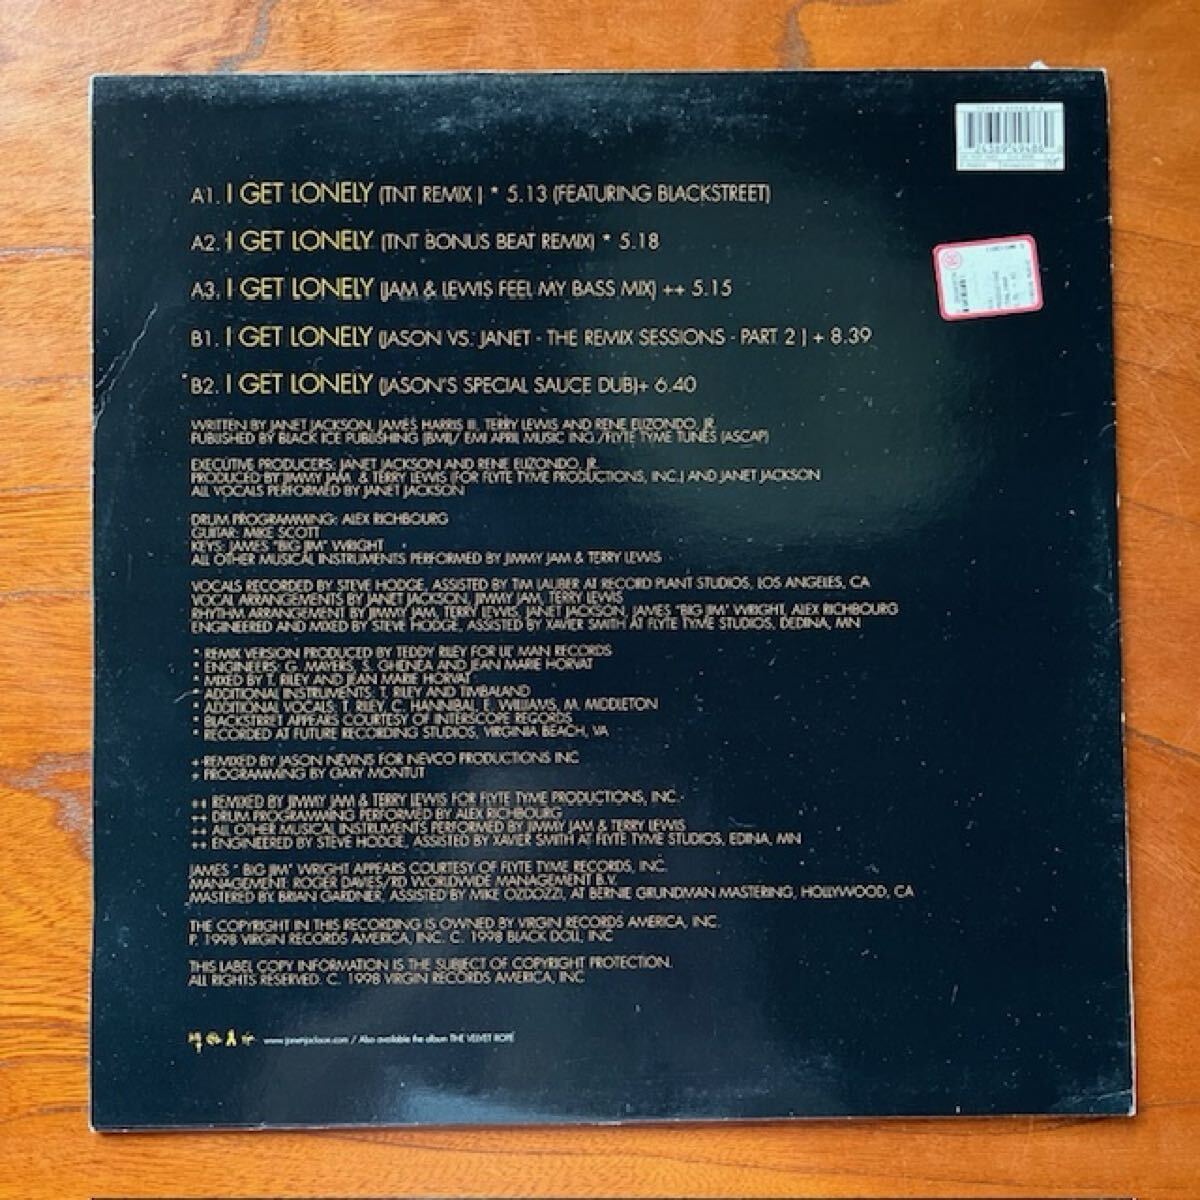 A1. I GET LONELY (TNT REMIX ) * 5.13 (FEATURING BLACKSTREET)
A2. I GET LONELY (TNT BONUS BEAT REMIX) * 5.18
A3. I GET LONELY (JAM & LEWIS FEEL MY BASS MIX) ++ 5.15
B1. I GET LONELY (JASON VS. JANET - THE REMIX SESSIONS - PART 2 ) + 8.39
B2. I GET LONELY (JASON'S SPECIAL SAUCE DUB)+ 6.40
WRITTEN BY JANET JACKSON, JAMES HARRIS III, TERRY LEWIS AND RENE ELIZONDO, JR.
PUBLISHED BY BLACK ICE PUBLISHING (BMI)/ EMI APRIL MUSIC INC./FLYTE TYME TUNES (ASCAP)
EXECUTIVE PRODUCERS: JANET JACKSON AND RENE ELIZONDO, JR.
PRODUCED BY JIMMY JAM & TERRY LEWIS (FOR FLYTE TYME PRODUCTIONS, INC.) AND JANET JACKSON
ALL VOCALS PERFORMED BY JANET JACKSON
DRUM PROGRAMMING: ALEX RICHBOURG
GUITAR: MIKE SCOTT
KEYS: JAMES "BIG JIM" WRIGHT
ALL OTHER MUSICAL INSTRUMENTS PERFORMED BY JIMMY JAM & TERRY LEWIS
VOCALS RECORDED BY STEVE HODGE, ASSISTED BY TIM LAUBER AT RECORD PLANT STUDIOS, LOS ANGELES, CA
VOCAL ARRANGEMENTS BY JANET JACKSON, JIMMY JAM, TERRY LEWIS
RHYTHM ARRANGEMENT BY JIMMY JAM, TERRY LEWIS, JANET JACKSON, JAMES "BIG JIM" WRIGHT, ALEX RICHBOURG
ENGINEERED AND MIXED BY STEVE HODGE, ASSISTED BY XAVIER SMITH AT FLYTE TYME STUDIOS, DEDINA, MN
* REMIX VERSION PRODUCED BY TEDDY RILEY FOR LIL' MAN RECORDS
* ENGINEERS: G. MAYERS, S. GHENEA AND JEAN MARIE HORVAT
* MIXED BY T. RILEY AND JEAN MARIE HORVAT
* ADDITIONAL INSTRUMENTS: T. RILEY AND TIMBALAND
* ADDITIONAL VOCALS: T. RILEY, C. HANNIBAL, E. WILLIAMS, M. MIDDLETON
* BLACKSTRRET APPEARS COURTESY OF INTERSCOPE RECORDS
* RECORDED AT FUTURE RECORDING STUDIOS, VIRGINIA BEACH, VA
+ REMIXED BY JASON NEVINS FOR NEVCO PRODUCTIONS INC
+ PROGRAMMING BY GARY MONTUT
++ REMIXED BY JIMMY JAM & TERRY LEWIS FOR FLYTE TYME PRODUCTIONS, INC.
++ DRUM PROGRAMMING PERFORMED BY ALEX RICHBOURG
++ ALL OTHER MUSICAL INSTRUMENTS PERFORMED BY JIMMY JAM & TERRY LEWIS
++ ENGINEERED BY STEVE HODGE, ASSISTED BY XAVIER SMITH AT FLYTE TYME STUDIOS, EDINA, MN
JAMES " BIG JIM" WRIGHT APPEARS COURTESY OF FLYTE TYME RECORDS, INC.
MANAGEMENT: ROGER DAVIES/RD WORLDWIDE MANAGEMENT B.V.
MASTERED BY BRIAN GARDNER, ASSISTED BY MIKE OZDOZZI, AT BERNIE GRUNDMAN MASTERING, HOLLYWOOD, CA
THE COPYRIGHT IN THIS RECORDING IS OWNED BY VIRGIN RECORDS AMERICA, INC.
P. 1998 VIRGIN RECORDS AMERICA, INC. C. 1998 BLACK DOLL, INC
THIS LABEL COPY INFORMATION IS THE SUBJECT OF COPYRIGHT PROTECTION.
ALL RIGHTS RESERVED. C. 1998 VIRGIN RECORDS AMERICA, INC
www.janetjackson.com / Also available the album THE VELVET ROPE